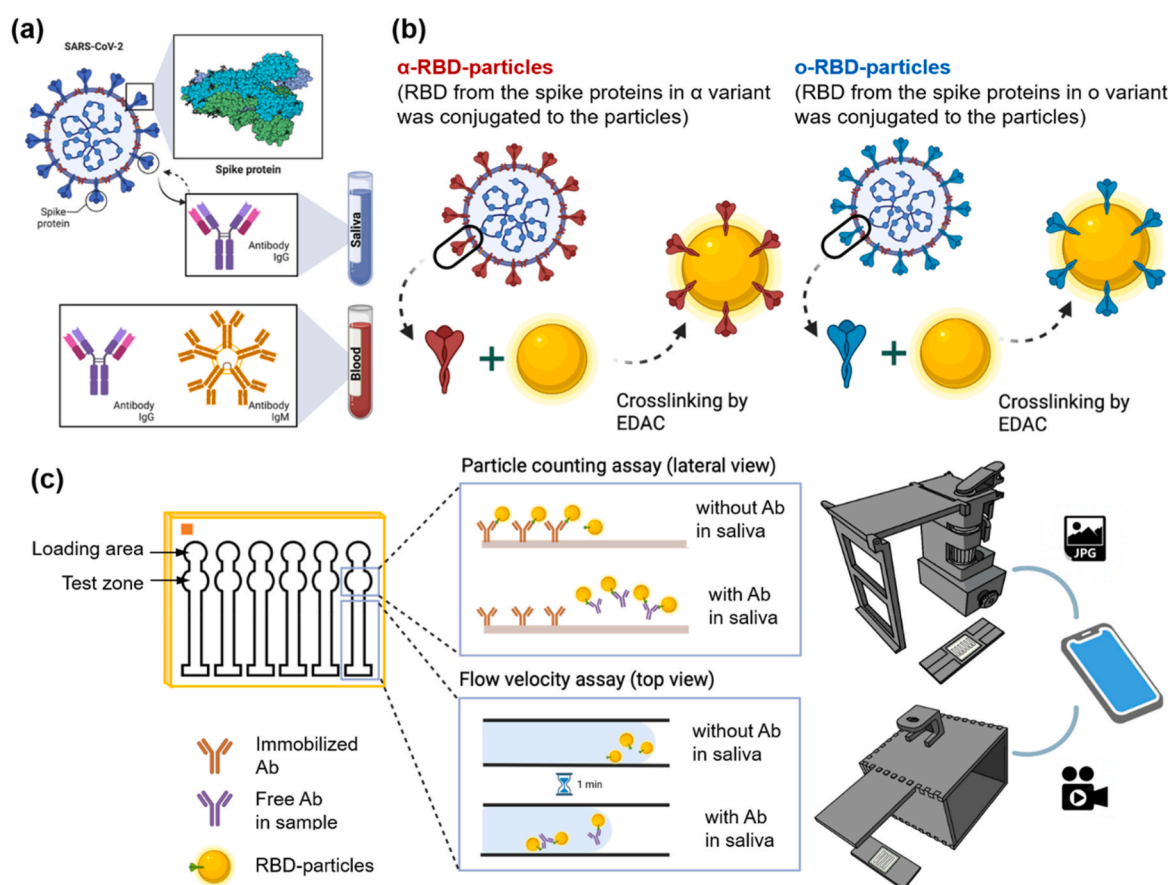 (a)
SARS-CoV-2
Spike protein
Spike
protein
Antibody
IgG
Saliva
Antibody
IgG
Antibody
IgM
Blood
(b)
α-RBD-particles
(RBD from the spike proteins in α variant
was conjugated to the particles)
Crosslinking by
EDAC
o-RBD-particles
(RBD from the spike proteins in o variant
was conjugated to the particles)
Crosslinking by
EDAC
(c)
Loading area
Test zone
Immobilized
Ab
Free Ab
in sample
RBD-particles
Particle counting assay (lateral view)
without Ab
in saliva
with Ab
in saliva
Flow velocity assay (top view)
without Ab
in saliva
1 min
with Ab
in saliva
JPG